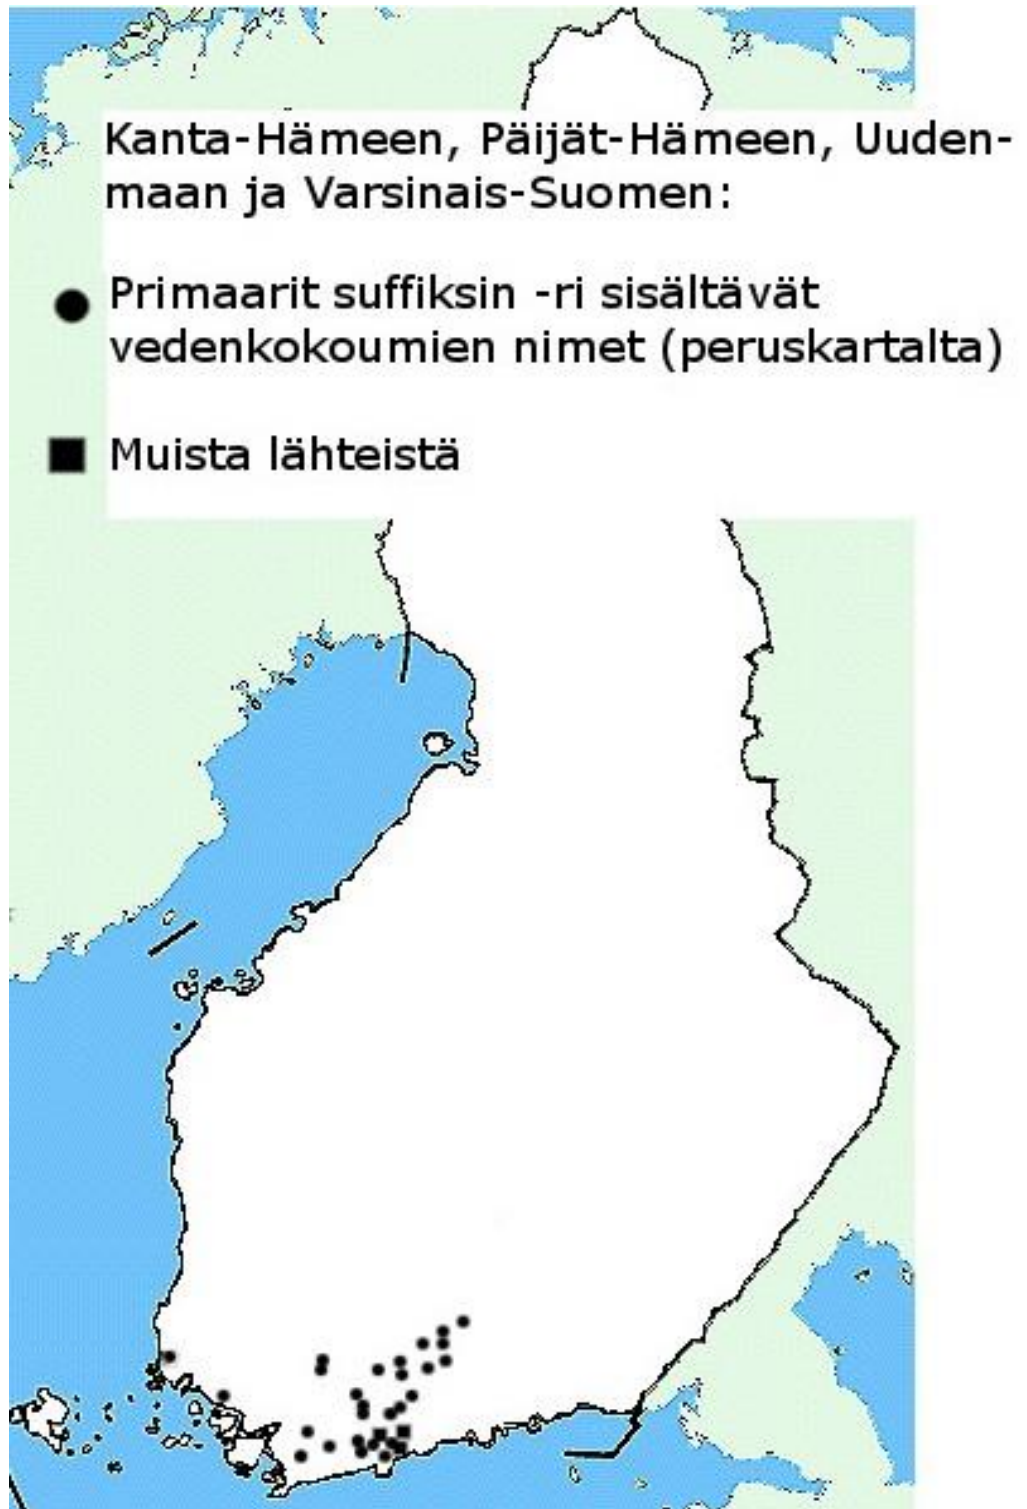 Kanta-Hämeen, Päijät-Hämeen, Uuden-
maan ja Varsinais-Suomen:
Primaarit suffiksin -ri sisältävät
vedenkokoumien nimet (peruskartalta)
Muista lähteistä